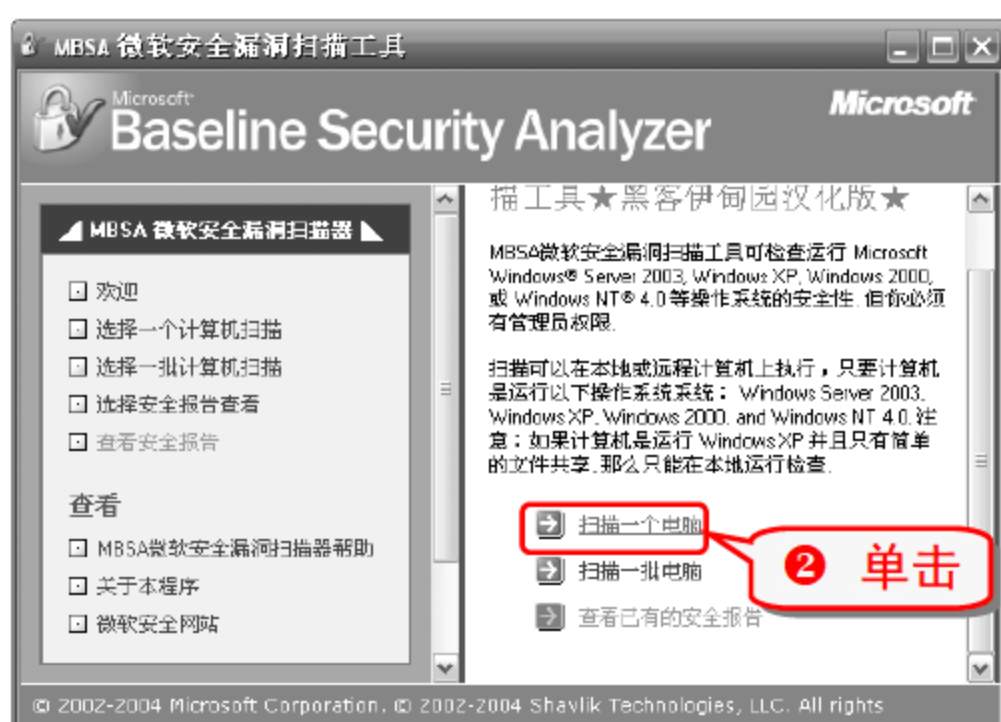 MBSA 微软安全漏洞扫描工具
Microsoft
Baseline Security Analyzer
Microsoft
MBSA 微软安全漏洞扫描器
欢迎
选择一个计算机扫描
选择一批计算机扫描
选择安全报告查看
查看安全报告
查看
MBSA微软安全漏洞扫描器帮助
关于本程序
微软安全网站
描工具★黑客伊甸园汉化版★
MBSA微软安全漏洞扫描工具可检查运行 Microsoft
Windows® Server 2003, Windows XP, Windows 2000,
或 Windows NT® 4.0 等操作系统的安全性. 但你必须
有管理员权限.
扫描可以在本地或远程计算机上执行，只要计算机
是运行以下操作系统系统： Windows Server 2003,
Windows XP, Windows 2000, and Windows NT 4.0. 注
意：如果计算机是运行 Windows XP 并且只有简单
的文件共享.那么只能在本地运行检查.
扫描一个电脑
❷ 单击
扫描一批电脑
查看已有的安全报告
© 2002-2004 Microsoft Corporation, © 2002-2004 Shavlik Technologies, LLC. All rights